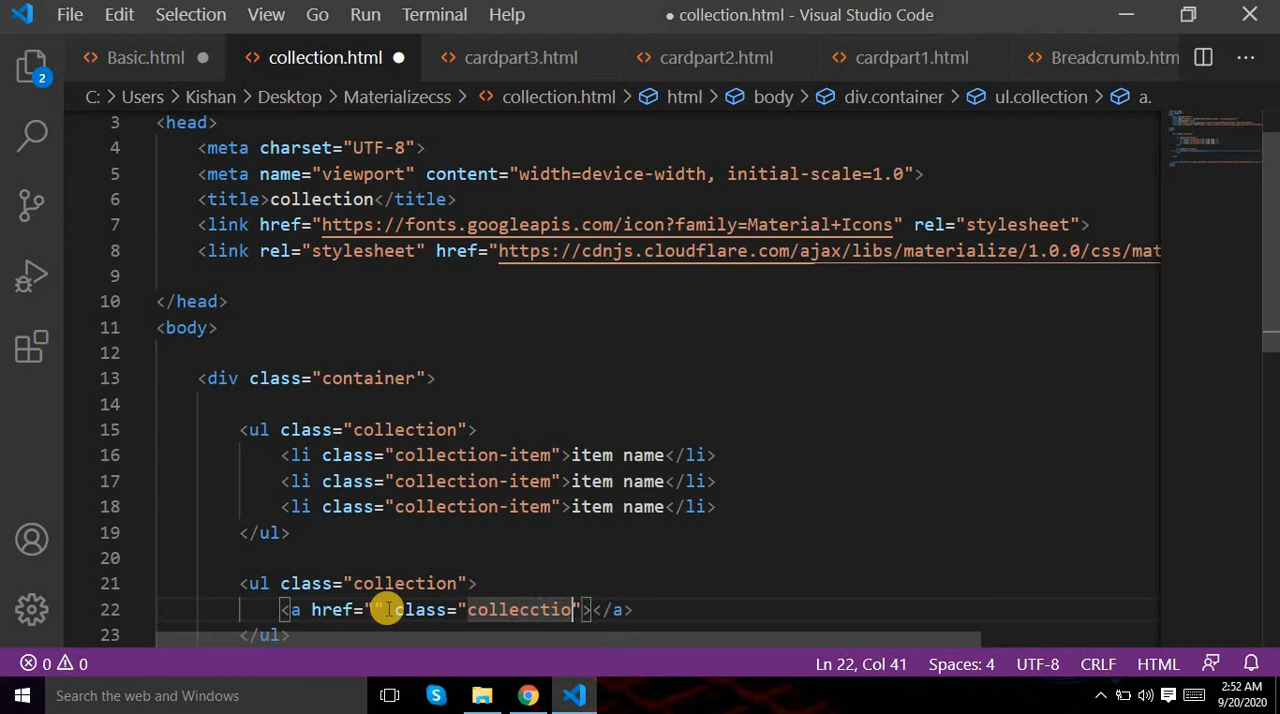 File Edit Selection View Go Run Terminal Help ● collection.html - Visual Studio Code
Basic.html collection.html cardpart3.html cardpart2.html cardpart1.html Breadcrumb.htm
2
C: > Users > Kishan > Desktop > Materializecss > collection.html > html > body > div.container > ul.collection > a.
3 <head>
4 <meta charset="UTF-8">
5 <meta name="viewport" content="width=device-width, initial-scale=1.0">
6 <title>collection</title>
7 <link href="https://fonts.googleapis.com/icon?family=Material+Icons" rel="stylesheet">
8 <link rel="stylesheet" href="https://cdnjs.cloudflare.com/ajax/libs/materialize/1.0.0/css/mat
9
10 </head>
11 <body>
12
13 <div class="container">
14
15 <ul class="collection">
16 <li class="collection-item">item name</li>
17 <li class="collection-item">item name</li>
18 <li class="collection-item">item name</li>
19 </ul>
20
21 <ul class="collection">
22 <a href="" class="collecctio"></a>
23 </ul>
0 0 Ln 22, Col 41 Spaces: 4 UTF-8 CRLF HTML
Search the web and Windows
2:52 AM
9/20/2020